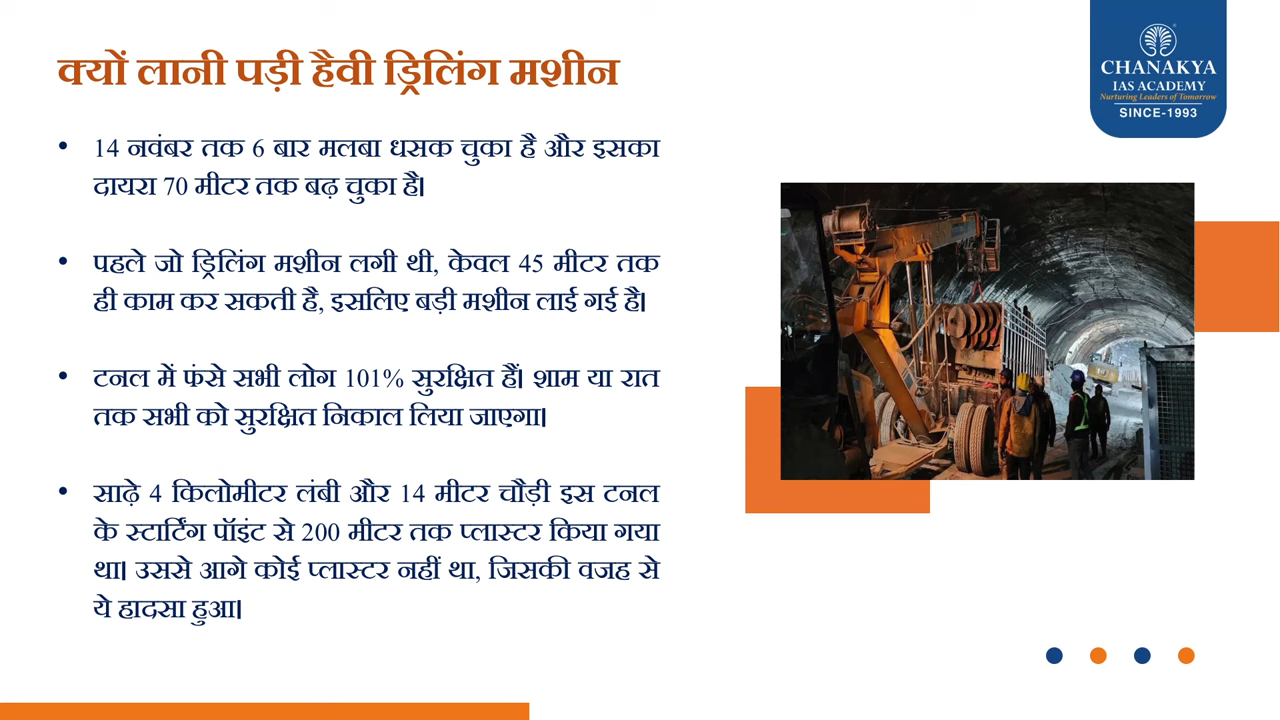 क्यों लानी पड़ी हैवी ड्रिलिंग मशीन
CHANAKYA
IAS ACADEMY
Nurturing Leaders of Tomorrow
SINCE-1993
• 14 नवंबर तक 6 बार मलबा धसक चुका है और इसका
दायरा 70 मीटर तक बढ़ चुका है।
• पहले जो ड्रिलिंग मशीन लगी थी, केवल 45 मीटर तक
ही काम कर सकती है, इसलिए बड़ी मशीन लाई गई है।
• टनल में फंसे सभी लोग 101% सुरक्षित हैं। शाम या रात
तक सभी को सुरक्षित निकाल लिया जाएगा।
• साढ़े 4 किलोमीटर लंबी और 14 मीटर चौड़ी इस टनल
के स्टार्टिंग पॉइंट से 200 मीटर तक प्लास्टर किया गया
था। उससे आगे कोई प्लास्टर नहीं था, जिसकी वजह से
ये हादसा हुआ।